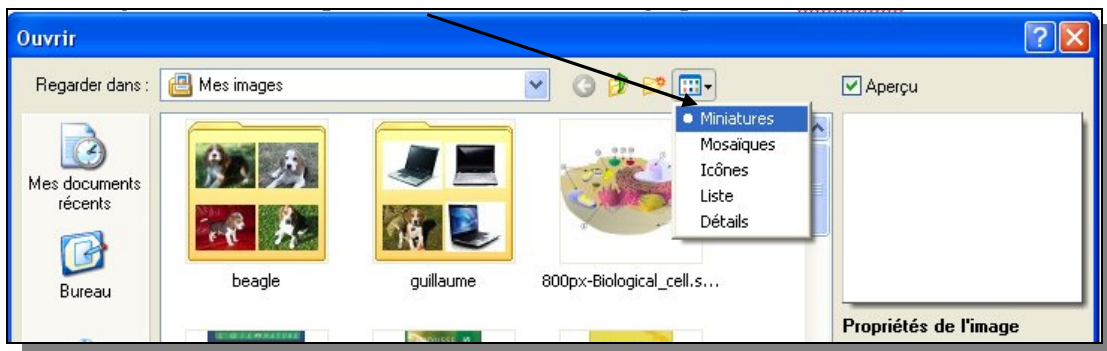 Ouvrir
Regarder dans :
Mes images
Aperçu
Miniatures
Mosaïques
Icônes
Liste
Détails
Mes documents
récents
Bureau
beagle
guillaume
800px-Biological_cell.s...
Propriétés de l'image